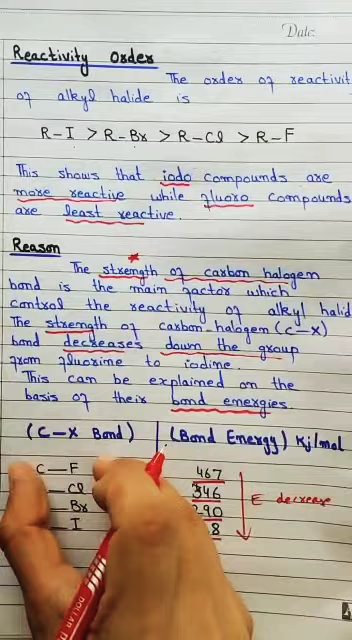 Date:
Reactivity Order
The order of reactivit
of alkyl halide is
R-I > R-Br > R-Cl > R-F
This shows that iodo compounds are
more reactive while fluoro compounds
are least reactive.
Reason
The strength of carbon halogen
bond is the main factor which
control the reactivity of alkyl halid
The strength of carbon-halogen (C-X)
bond decreases down the group
from fluorine to iodine.
This can be explained on the
basis of their bond energies.
(C-X Bond) | (Bond Energy) Kj/mol
C-F 467
Cl 346
Br 290 E decrease
I 8
DOLLAR